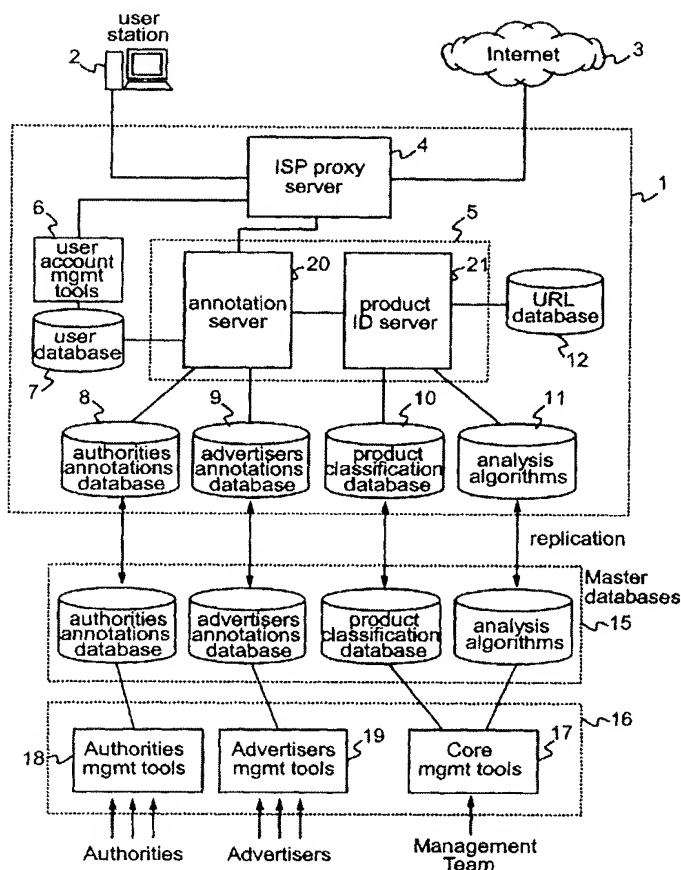 user
station
2
Internet
3
4
ISP proxy
server
1
6
5
user
account
mgmt
tools
20
21
annotation
server
product
ID server
URL
database
12
user
database
7
8
9
10
11
authorities
annotations
database
advertisers
annotations
database
product
classification
database
analysis
algorithms
replication
Master
databases
authorities
annotations
database
advertisers
annotations
database
product
classification
database
analysis
algorithms
15
16
18
Authorities
mgmt tools
Advertisers
mgmt tools
19
Core
mgmt tools
17
Authorities
Advertisers
Management
Team